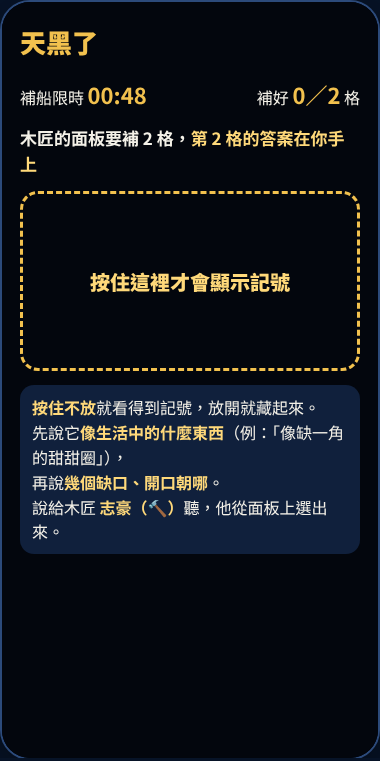 天黑了
補船限時 00:48 補好 0／2 格
木匠的面板要補 2 格，第 2 格的答案在你手
上
按住這裡才會顯示記號
按住不放就看得到記號，放開就藏起來。
先說它像生活中的什麼東西（例：「像缺一角
的甜甜圈」），
再說幾個缺口、開口朝哪。
說給木匠 志豪（🔨）聽，他從面板上選出
來。